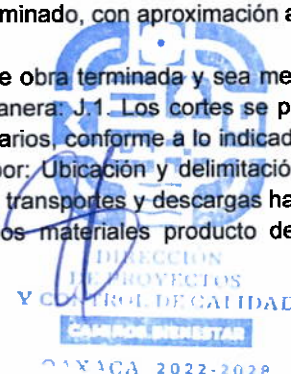 minado, con aproximación a
e obra terminada y sea me
anera: J.1. Los cortes se p
arios, conforme a lo indicad
por: Ubicación y delimitació
transportes y descargas ha
os materiales producto de
DIRECCIÓN
DE PROYECTOS
Y CONTROL DE CALIDAD
CAMINOS BIENESTAR
OAXACA 2022-2028